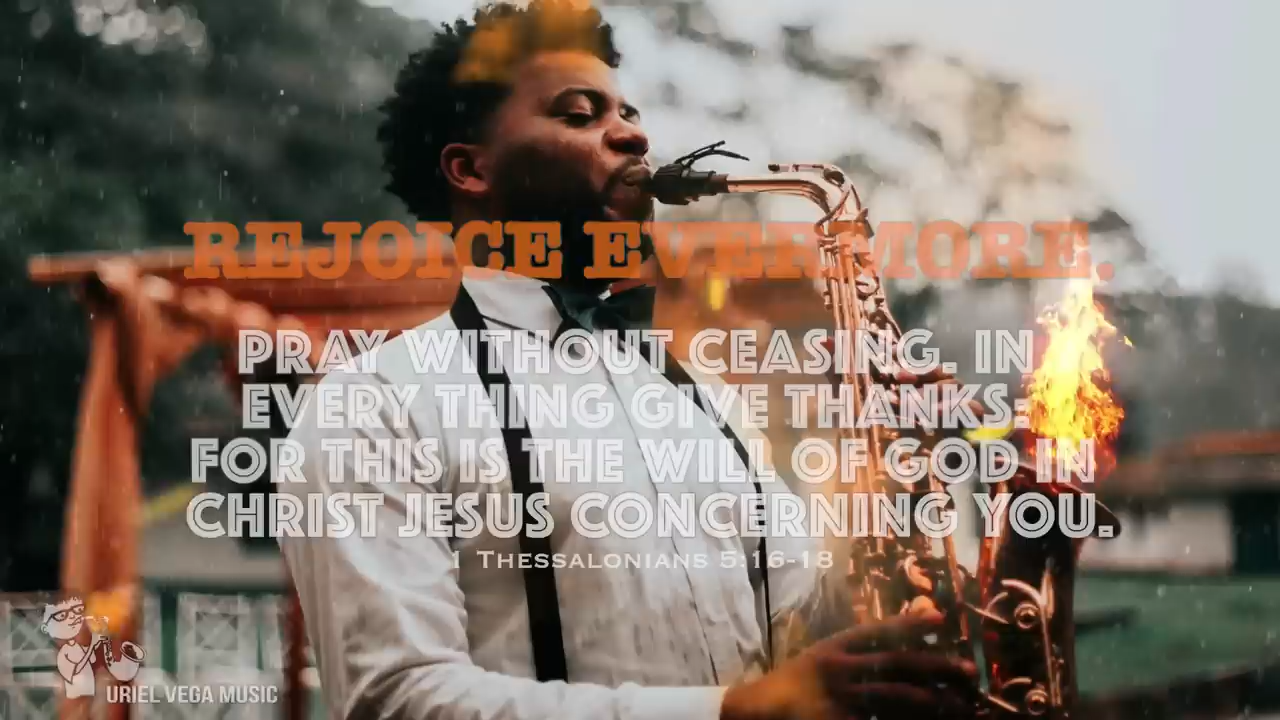 REJOICE EVERMORE.
PRAY WITHOUT CEASING. IN
EVERY THING GIVE THANKS:
FOR THIS IS THE WILL OF GOD IN
CHRIST JESUS CONCERNING YOU.
1 THESSALONIANS 5:16-18
URIEL VEGA MUSIC